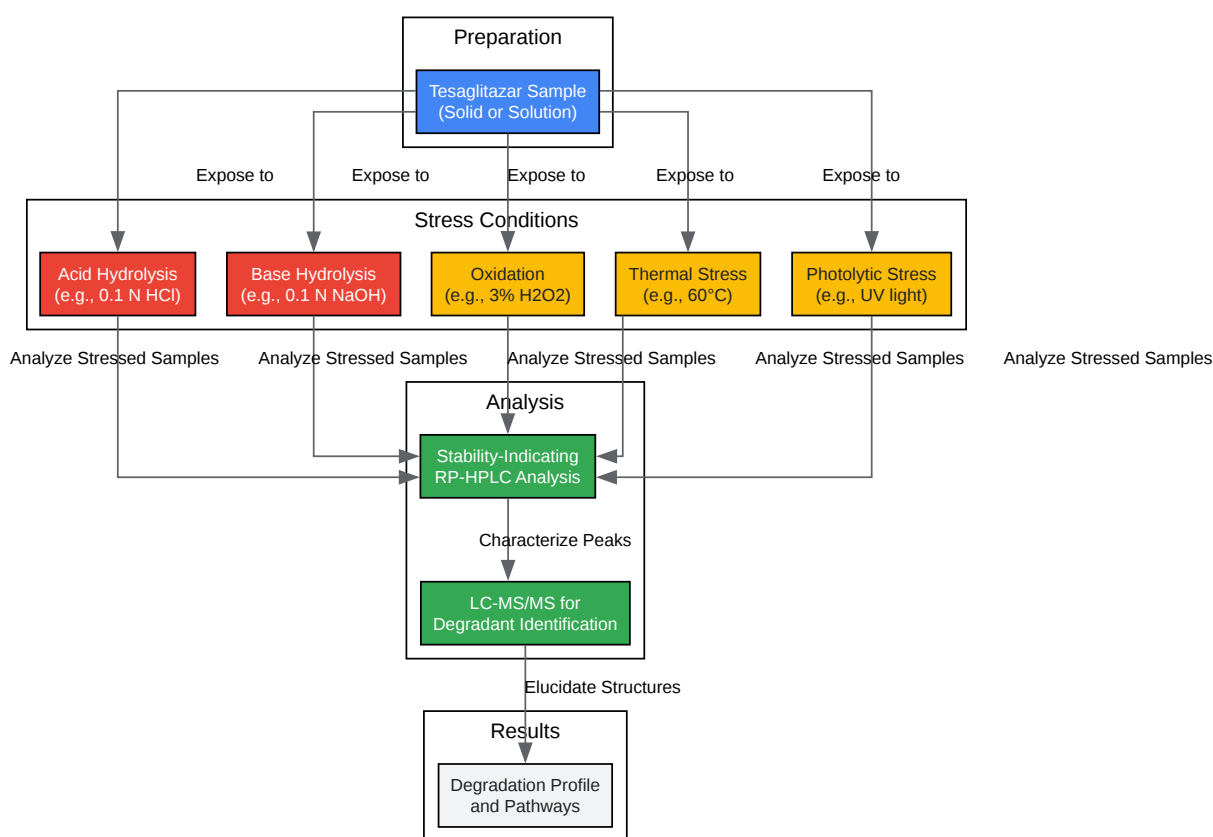 Preparation
Tesaglitazar Sample
(Solid or Solution)
Expose to
Expose to
Expose to
Expose to
Expose to
Stress Conditions
Acid Hydrolysis
(e.g., 0.1 N HCl)
Base Hydrolysis
(e.g., 0.1 N NaOH)
Oxidation
(e.g., 3% H2O2)
Thermal Stress
(e.g., 60°C)
Photolytic Stress
(e.g., UV light)
Analyze Stressed Samples
Analyze Stressed Samples
Analyze Stressed Samples
Analyze Stressed Samples
Analyze Stressed Samples
Analysis
Stability-Indicating
RP-HPLC Analysis
Characterize Peaks
LC-MS/MS for
Degradant Identification
Elucidate Structures
Results
Degradation Profile
and Pathways